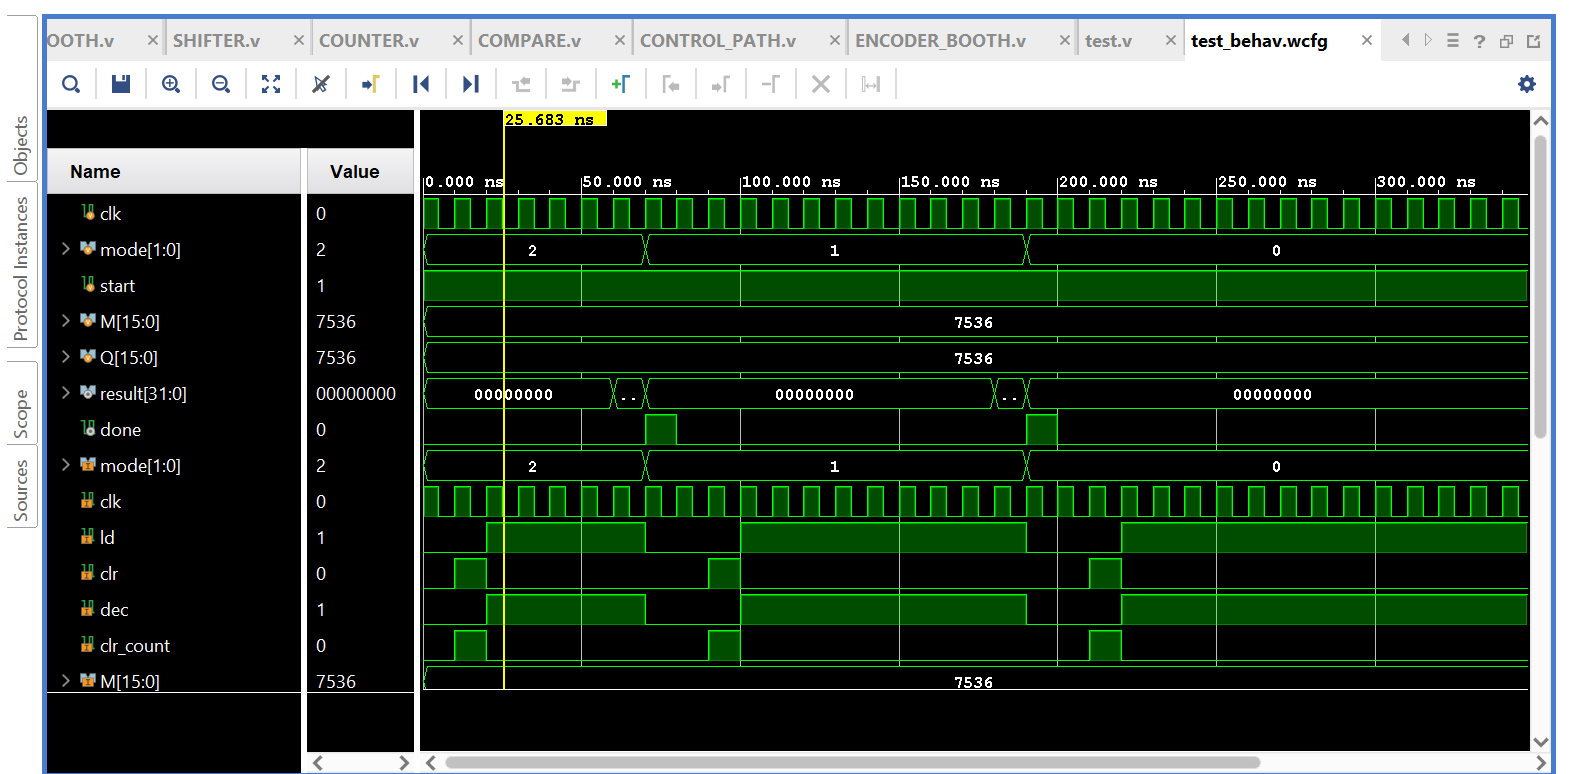 OOTH.v SHIFTER.v COUNTER.v COMPARE.v CONTROL_PATH.v ENCODER_BOOTH.v test.v test_behav.wcfg
Objects
Protocol Instances
Scope
Sources
25.683 ns
Name Value
0.000 ns 50.000 ns 100.000 ns 150.000 ns 200.000 ns 250.000 ns 300.000 ns
clk 0
mode[1:0] 2 2 1 0
start 1
M[15:0] 7536 7536
Q[15:0] 7536 7536
result[31:0] 00000000 00000000 .. 00000000 .. 00000000
done 0
mode[1:0] 2 2 1 0
clk 0
ld 1
clr 0
dec 1
clr_count 0
M[15:0] 7536 7536